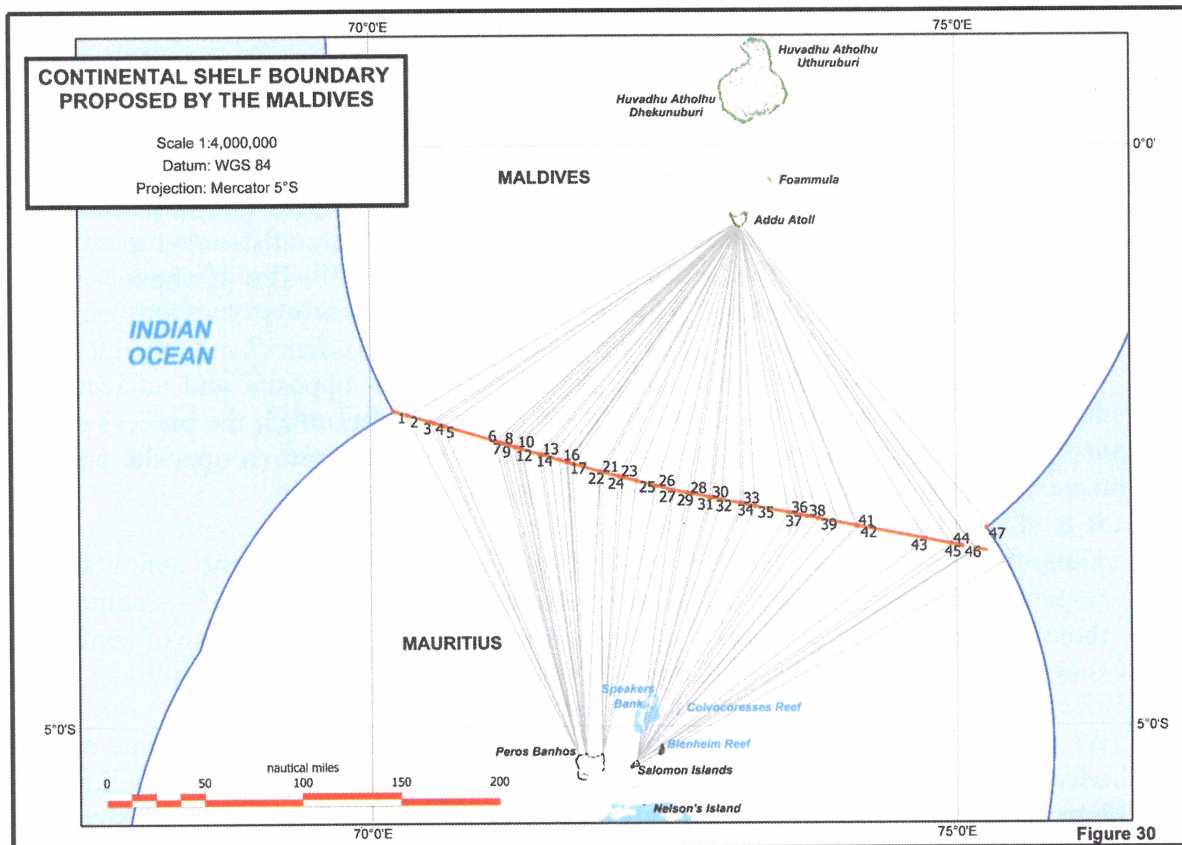 70°0'E
75°0'E
CONTINENTAL SHELF BOUNDARY
PROPOSED BY THE MALDIVES
Scale 1:4,000,000
Datum: WGS 84
Projection: Mercator 5°S
Huvadhu Atholhu
Uthuruburi
Huvadhu Atholhu
Dhekunuburi
0°0'
MALDIVES
Foammula
Addu Atoll
INDIAN
OCEAN
1 2 3 4 5 6 7 8 9 10 12 13 14 16 17 21 22 23 24 25 26 27 28 29 30 31 32 33 34 35 36 37 38 39 41 42 43 44 45 46 47
MAURITIUS
Speakers
Bank
Colvocoresses Reef
5°0'S
5°0'S
Peros Banhos
Blenheim Reef
Salomon Islands
nautical miles
0 50 100 150 200
Nelson's Island
70°0'E
75°0'E
Figure 30